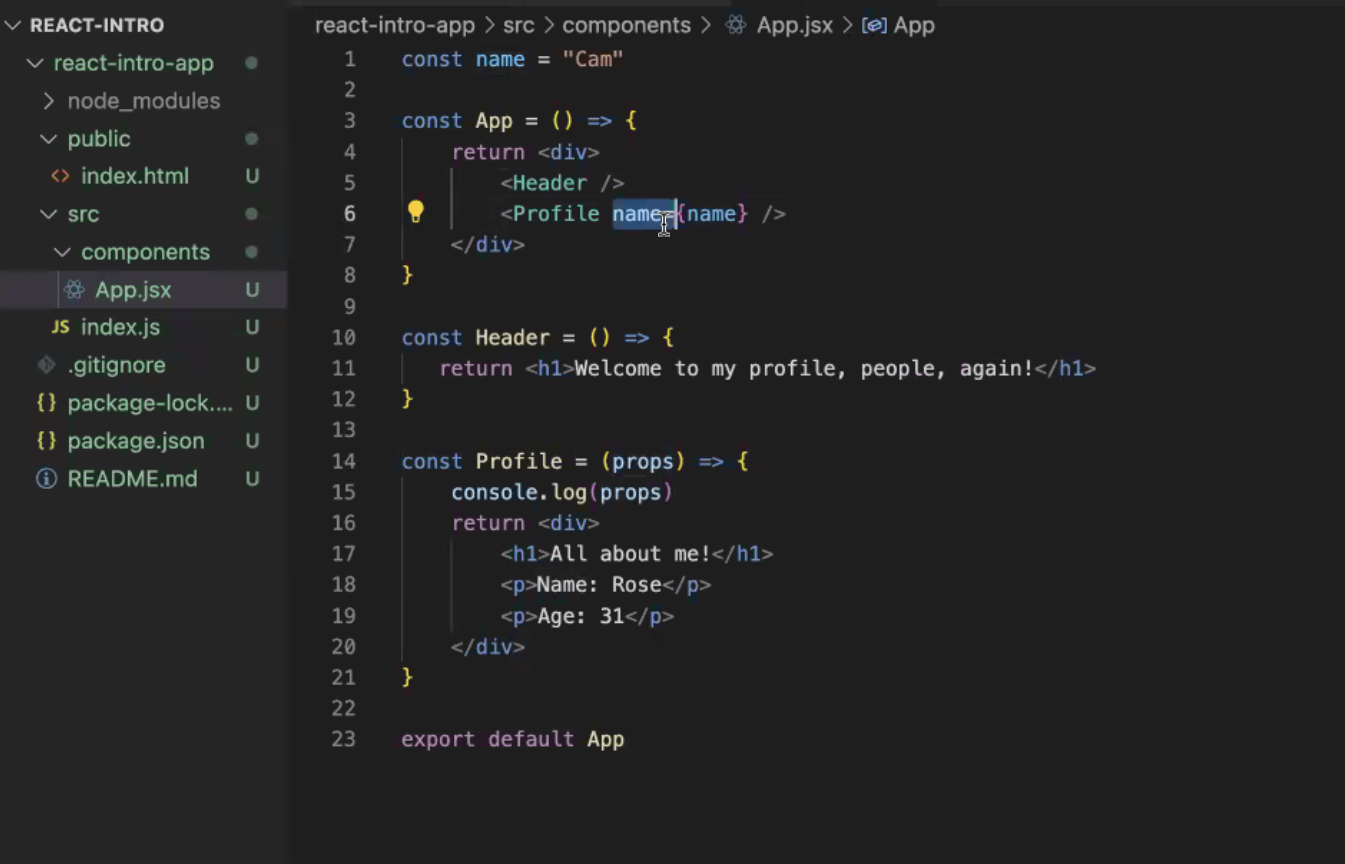 REACT-INTRO
react-intro-app
node_modules
public
index.html U
src
components
App.jsx U
JS index.js U
.gitignore U
{} package-lock.... U
{} package.json U
README.md U
react-intro-app > src > components > App.jsx > App
1 const name = "Cam"
2
3 const App = () => {
4 return <div>
5 <Header />
6 <Profile name={name} />
7 </div>
8 }
9
10 const Header = () => {
11 return <h1>Welcome to my profile, people, again!</h1>
12 }
13
14 const Profile = (props) => {
15 console.log(props)
16 return <div>
17 <h1>All about me!</h1>
18 <p>Name: Rose</p>
19 <p>Age: 31</p>
20 </div>
21 }
22
23 export default App